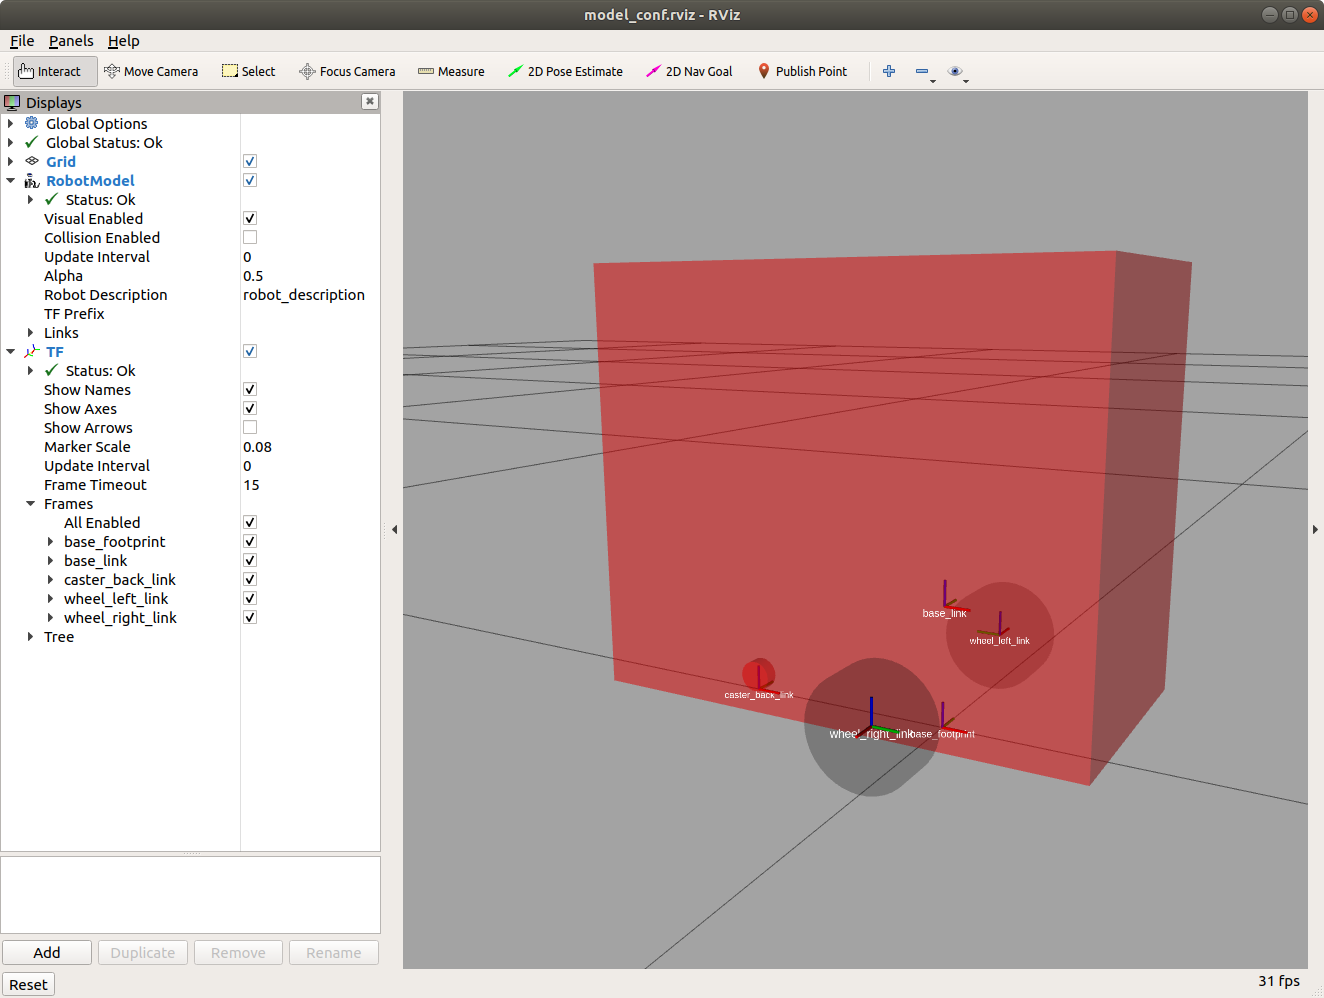 model_conf.rviz - RViz
File Panels Help
Interact Move Camera Select Focus Camera Measure 2D Pose Estimate 2D Nav Goal Publish Point
Displays
Global Options
Global Status: Ok
Grid
RobotModel
Status: Ok
Visual Enabled
Collision Enabled
Update Interval 0
Alpha 0.5
Robot Description robot_description
TF Prefix
Links
TF
Status: Ok
Show Names
Show Axes
Show Arrows
Marker Scale 0.08
Update Interval 0
Frame Timeout 15
Frames
All Enabled
base_footprint
base_link
caster_back_link
wheel_left_link
wheel_right_link
Tree
Add Duplicate Remove Rename
Reset
base_link
wheel_left_link
caster_back_link
wheel_right_link base_footprint
31 fps